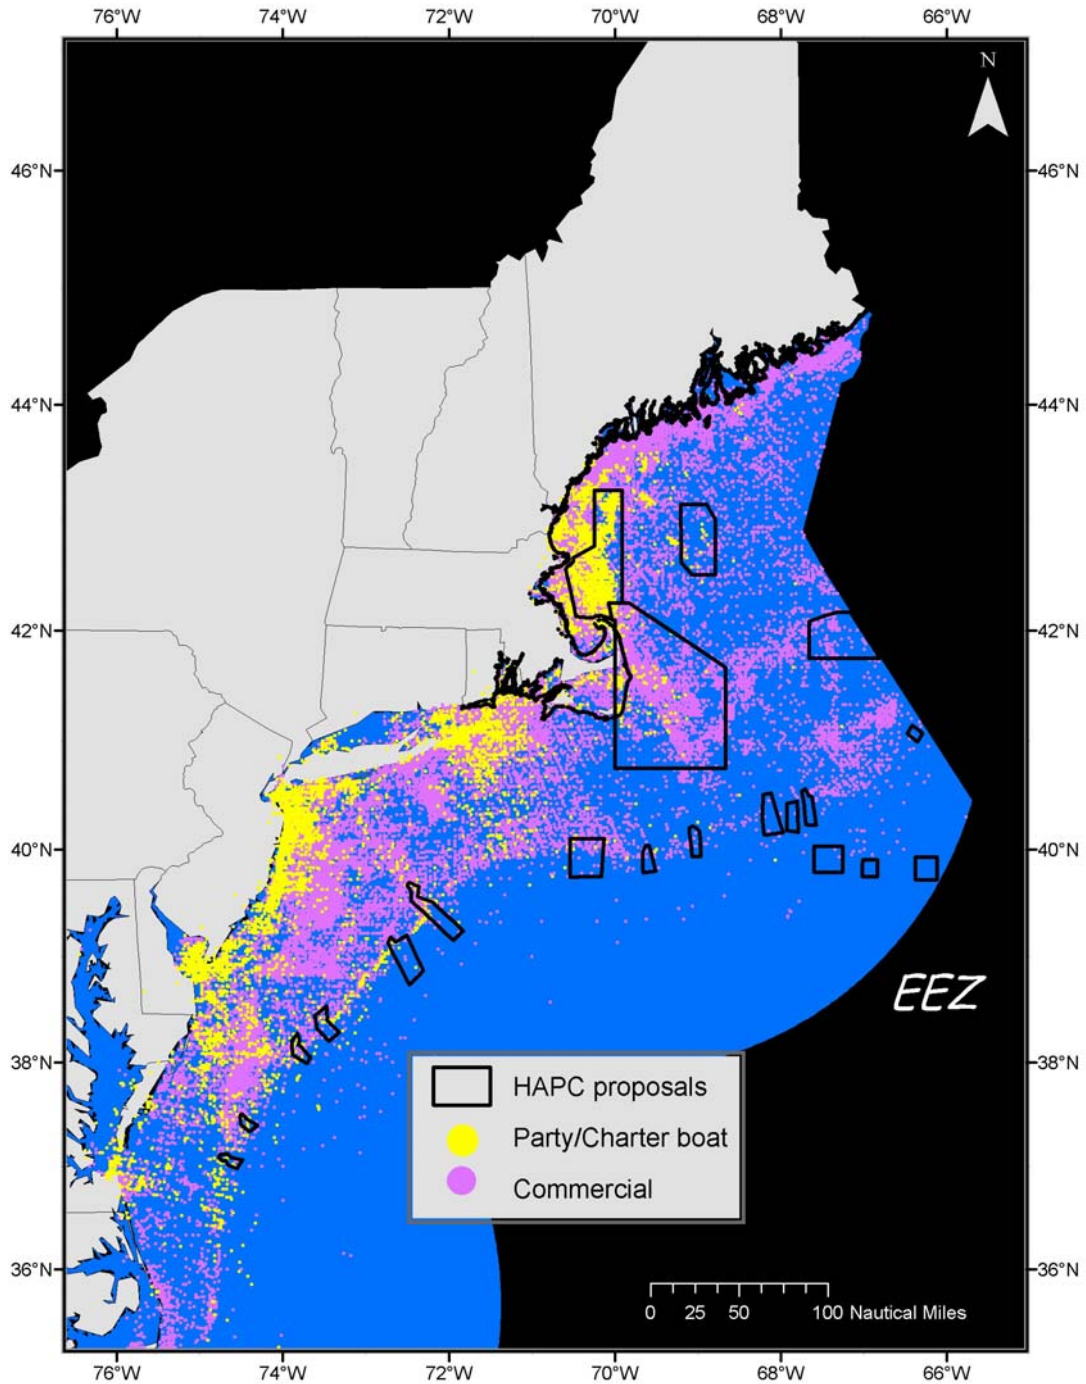 76°W 74°W 72°W 70°W 68°W 66°W
N
46°N 46°N
44°N 44°N
42°N 42°N
40°N 40°N
EEZ
38°N 38°N
HAPC proposals
Party/Charter boat
Commercial
36°N 36°N
0 25 50 100 Nautical Miles
76°W 74°W 72°W 70°W 68°W 66°W